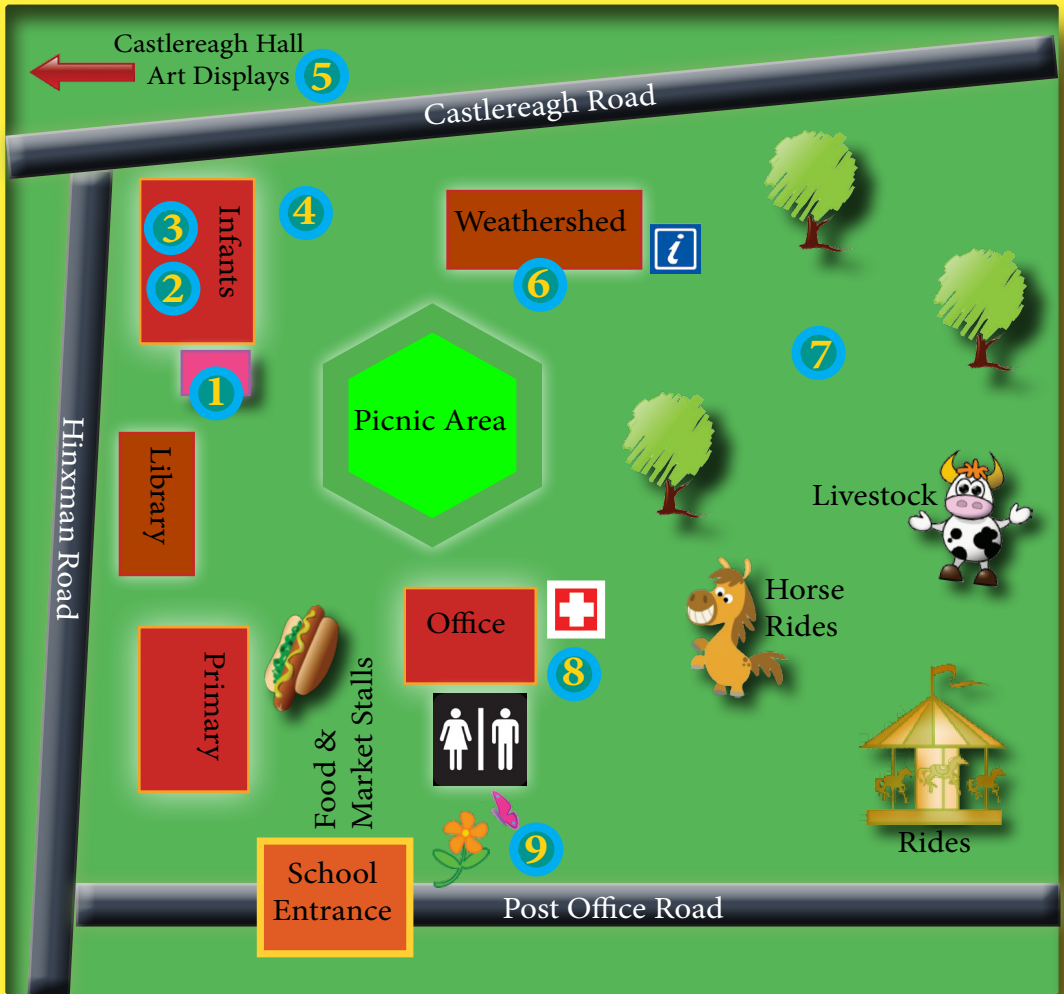 Castlereagh Hall
Art Displays
5
Castlereagh Road
Infants
3
2
4
Weathershed
i
6
7
1
Picnic Area
Hinxman Road
Library
Livestock
Horse
Rides
Office
8
Primary
Food &
Market Stalls
Rides
9
School
Entrance
Post Office Road